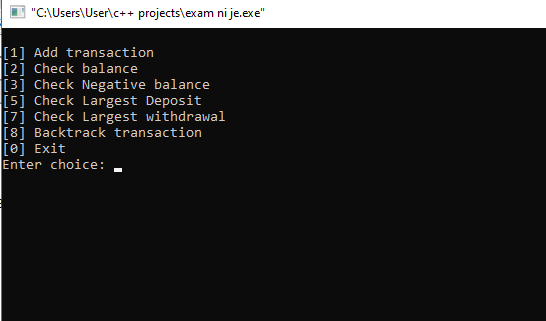 "C:\Users\User\c++ projects\exam ni je.exe"
[1] Add transaction
[2] Check balance
[3] Check Negative balance
[5] Check Largest Deposit
[7] Check Largest withdrawal
[8] Backtrack transaction
[0] Exit
Enter choice: